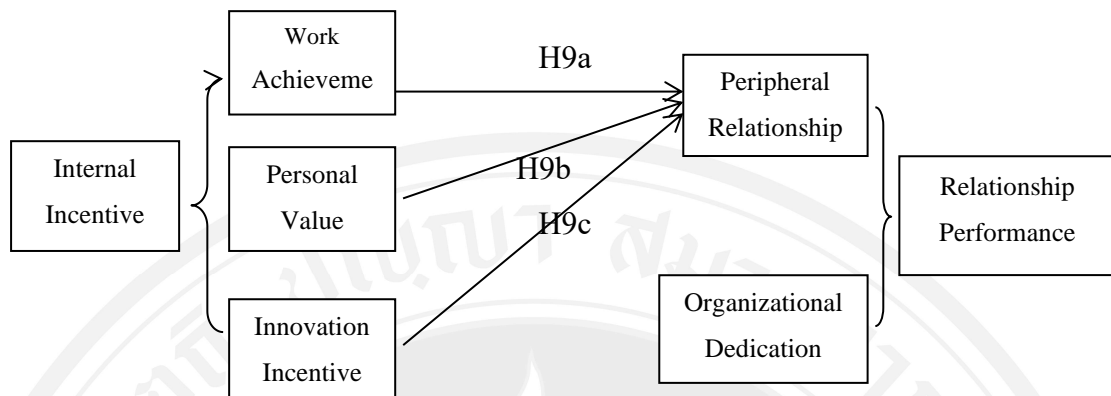 Work
Achieveme
H9a
Peripheral
Relationship
Internal
Incentive
Personal
Value
H9b
Relationship
Performance
H9c
Innovation
Incentive
Organizational
Dedication